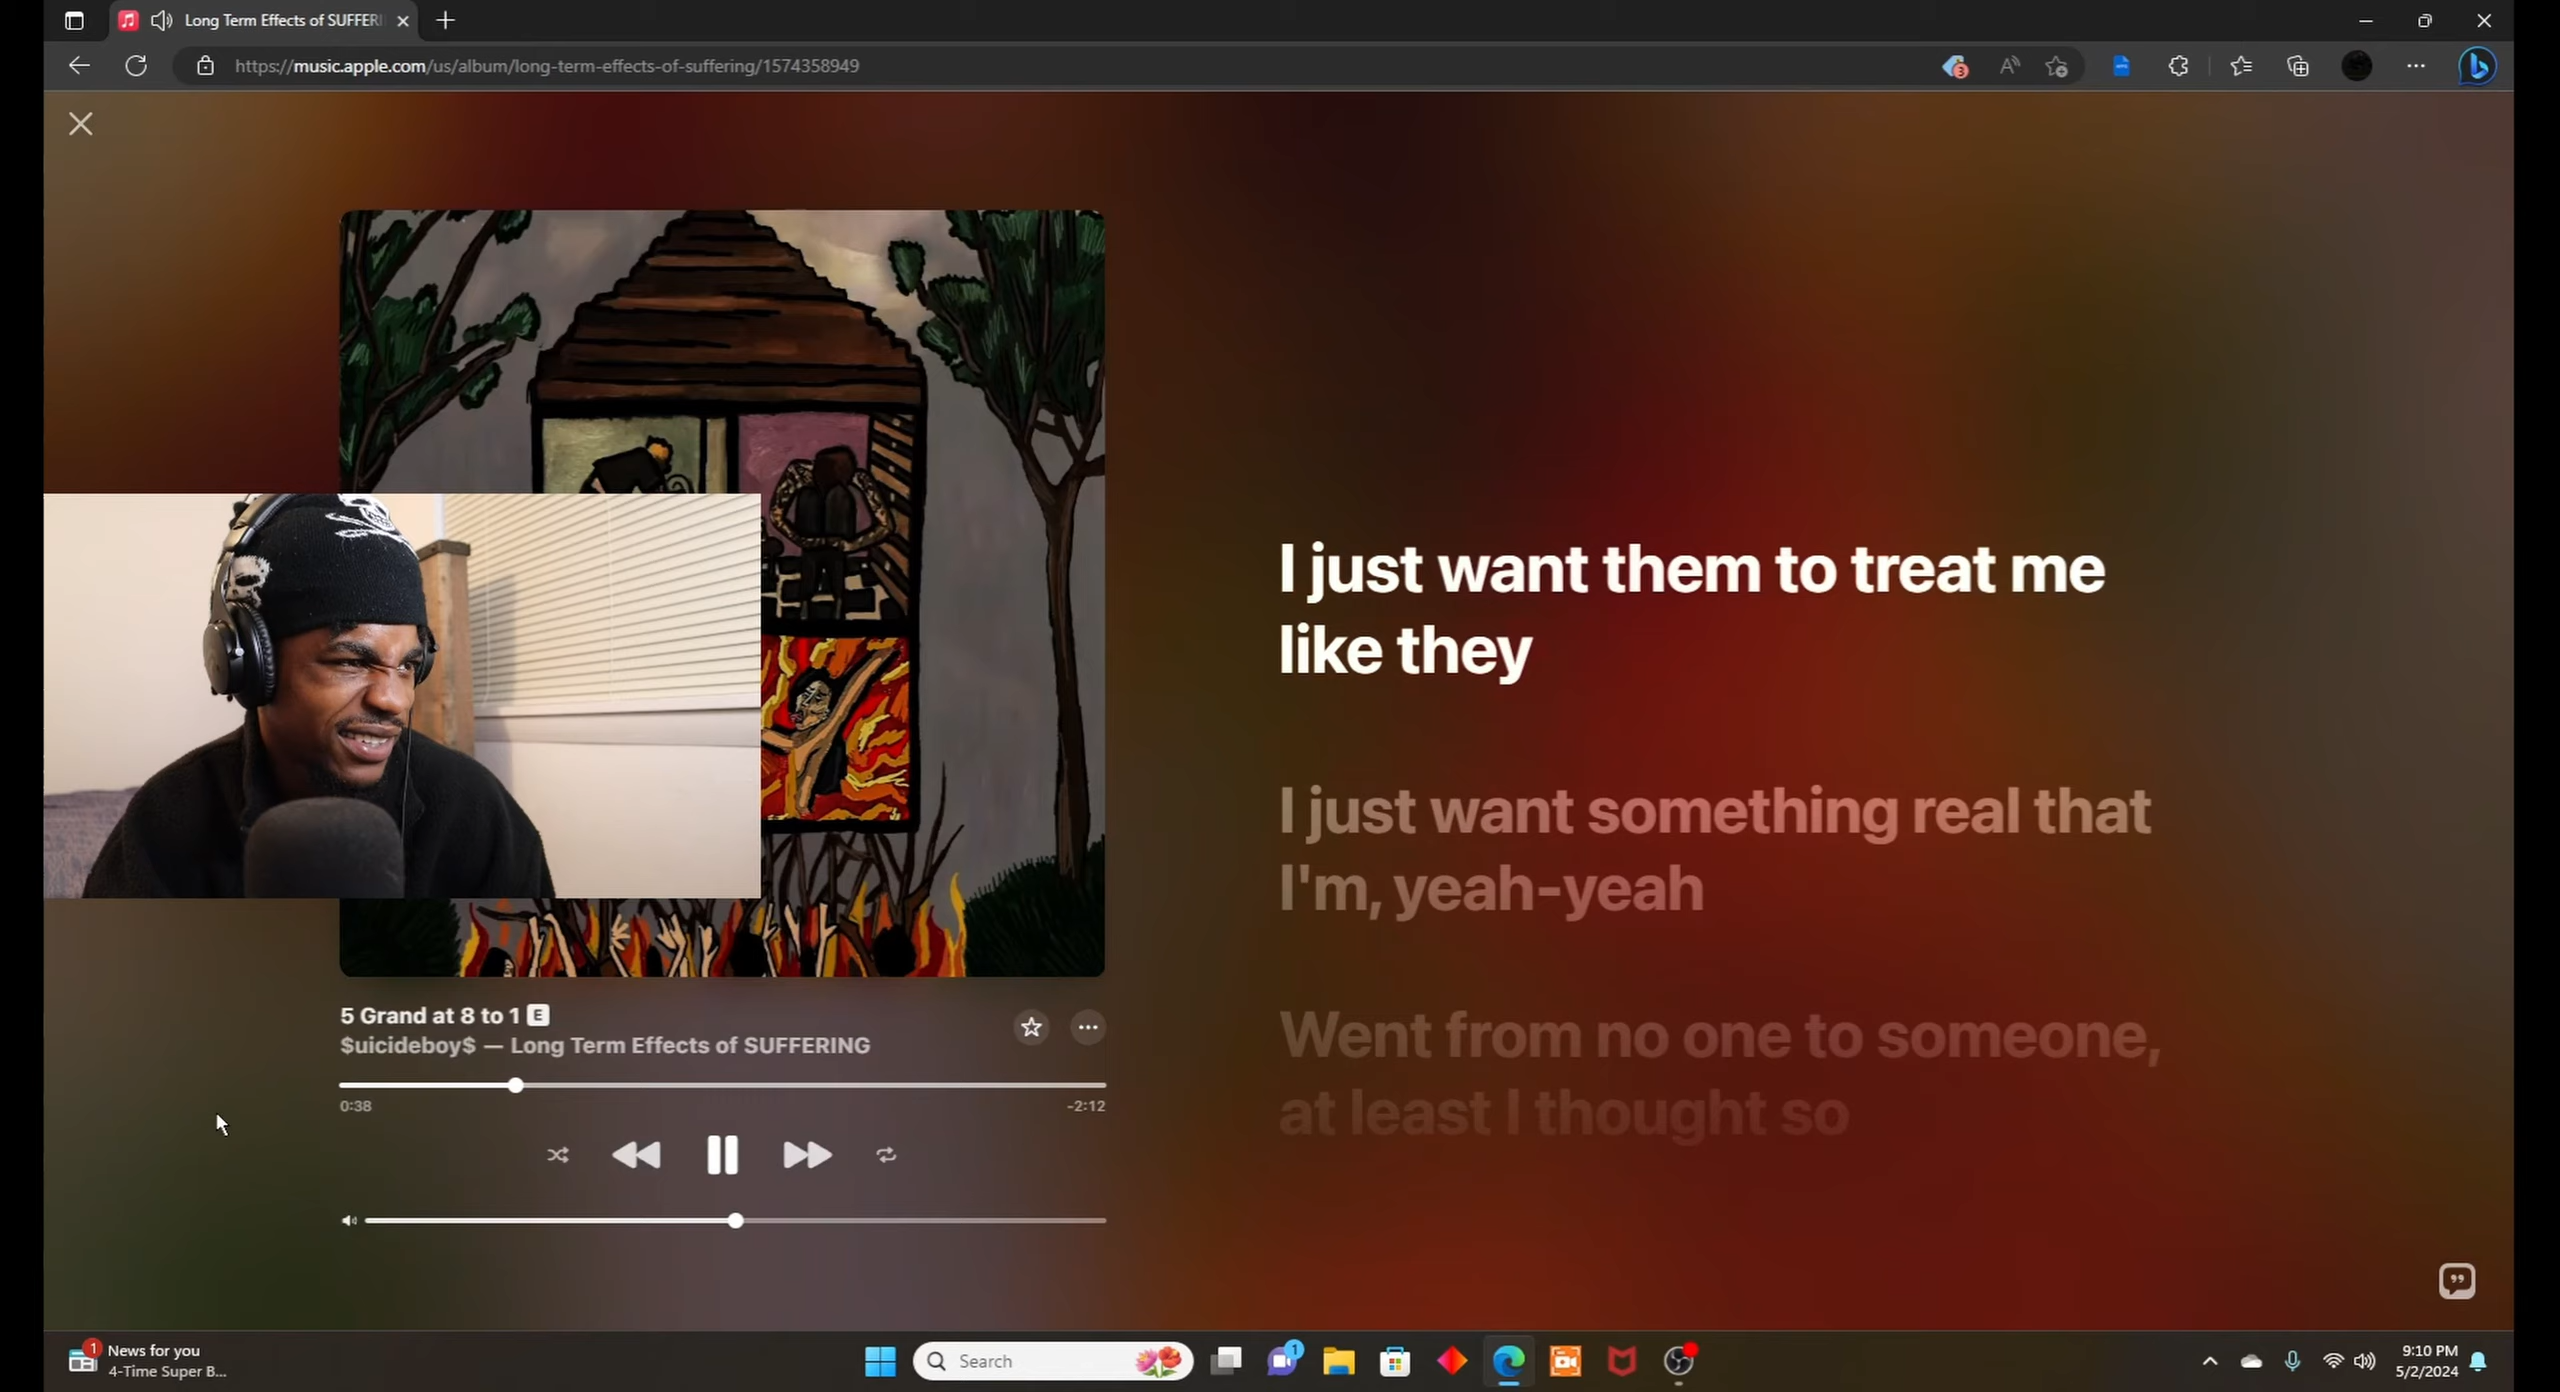 Long Term Effects of SUFFERI
https://music.apple.com/us/album/long-term-effects-of-suffering/1574358949
3
I just want them to treat me
like they
I just want something real that
I'm, yeah-yeah
Went from no one to someone,
at least I thought so
5 Grand at 8 to 1 E
$uicideboy$ — Long Term Effects of SUFFERING
0:38
-2:12
1
News for you
4-Time Super B...
Search
1
9:10 PM
5/2/2024